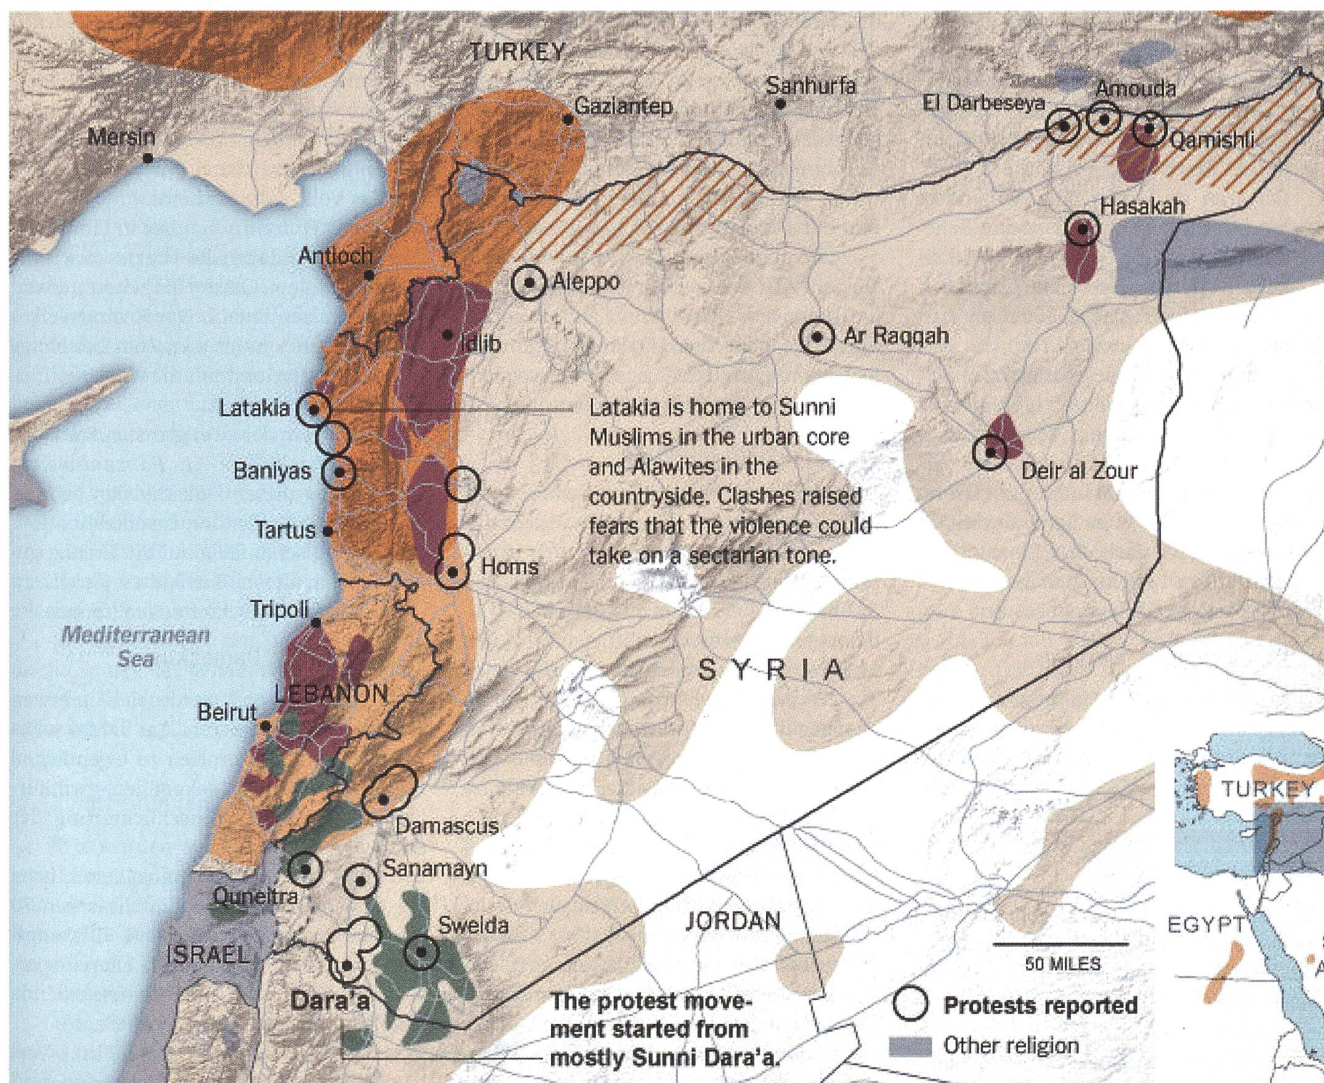 TURKEY
Sanhurfa
Amouda
El Darbeseya
Gaziantep
Mersin
Qamishli
Hasakah
Antioch
Aleppo
Idlib
Ar Raqqah
Latakia
Latakia is home to Sunni
Muslims in the urban core
and Alawites in the
countryside. Clashes raised
fears that the violence could
take on a sectarian tone.
Baniyas
Deir al Zour
Tartus
Homs
Tripoli
Mediterranean
Sea
SYRIA
LEBANON
Beirut
TURKEY
Damascus
Sanamayn
Quneitra
Sweida
JORDAN
EGYPT
ISRAEL
50 MILES
Dara'a
The protest move-
ment started from
mostly Sunni Dara'a.
Protests reported
Other religion